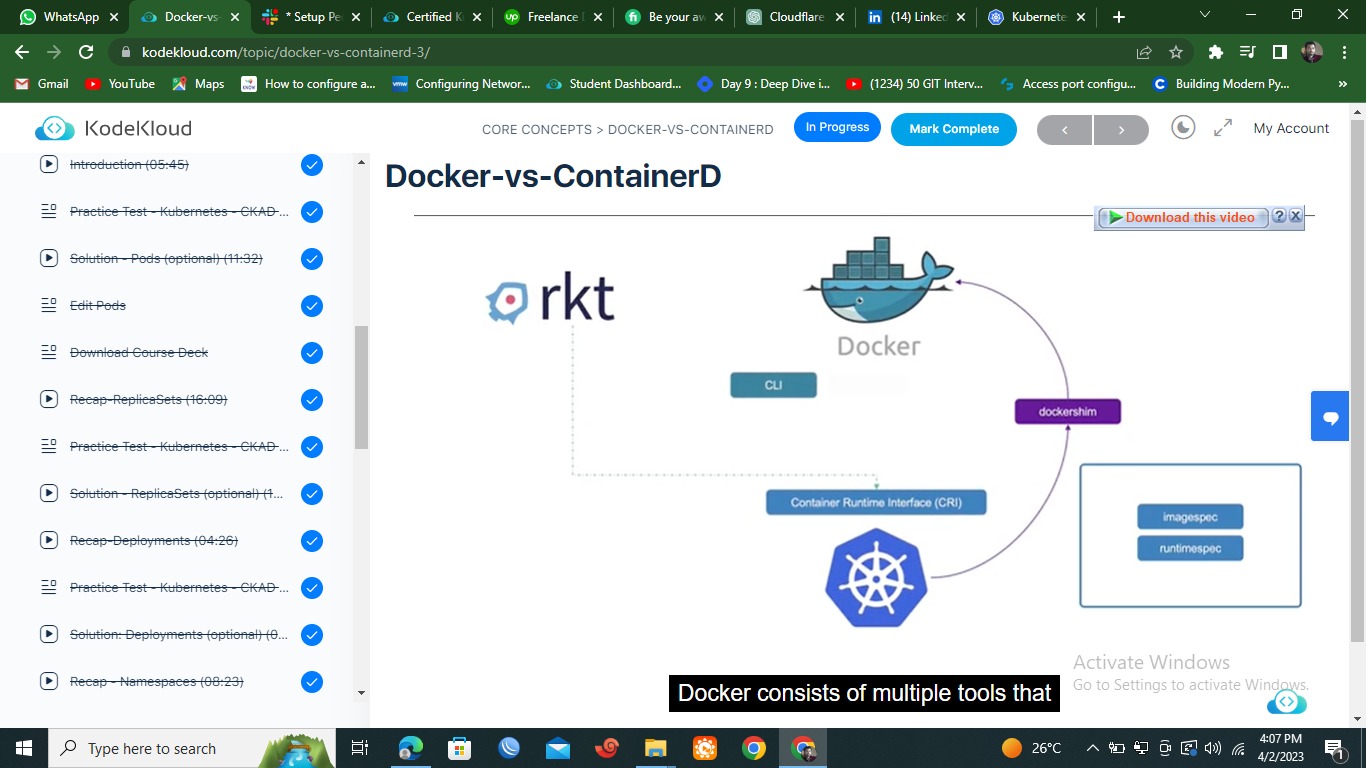 WhatsApp
Docker-vs-
* Setup Pe
Certified K
Freelance
Be your aw
Cloudflare
(14) Linked
Kubernete
kodekloud.com/topic/docker-vs-containerd-3/
Gmail
YouTube
Maps
How to configure a...
Configuring Networ...
Student Dashboard...
Day 9 : Deep Dive i...
(1234) 50 GIT Interv...
Access port configu...
Building Modern Py...
»
KodeKloud
CORE CONCEPTS > DOCKER-VS-CONTAINERD
In Progress
Mark Complete
My Account
Introduction (05:45)
Practice Test - Kubernetes - CKAD ...
Solution - Pods (optional) (11:32)
Edit Pods
Download Course Deck
Recap-ReplicaSets (16:09)
Practice Test - Kubernetes - CKAD ...
Solution - ReplicaSets (optional) (1...
Recap-Deployments (04:26)
Practice Test - Kubernetes - CKAD ...
Solution: Deployments (optional) (0...
Recap - Namespaces (08:23)
Docker-vs-ContainerD
Download this video
?
X
rkt
Docker
CLI
dockershim
Container Runtime Interface (CRI)
imagespec
runtimespec
Docker consists of multiple tools that
Activate Windows
Go to Settings to activate Windows.
Type here to search
26°C
4:07 PM
4/2/2023
1